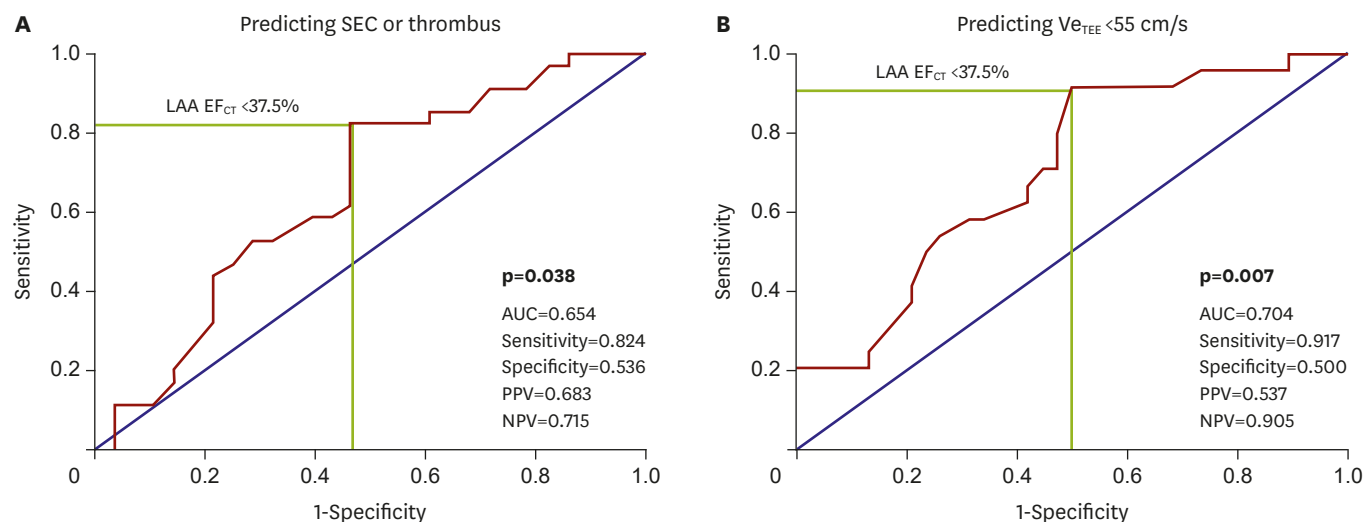 A
Predicting SEC or thrombus
1.0
0.8
0.6
0.4
0.2
0
0.2
0.4
0.6
0.8
1.0
Sensitivity
1-Specificity
LAA EFCT <37.5%
p=0.038
AUC=0.654
Sensitivity=0.824
Specificity=0.536
PPV=0.683
NPV=0.715
B
Predicting VeTEE <55 cm/s
1.0
0.8
0.6
0.4
0.2
0
0.2
0.4
0.6
0.8
1.0
Sensitivity
1-Specificity
LAA EFCT <37.5%
p=0.007
AUC=0.704
Sensitivity=0.917
Specificity=0.500
PPV=0.537
NPV=0.905